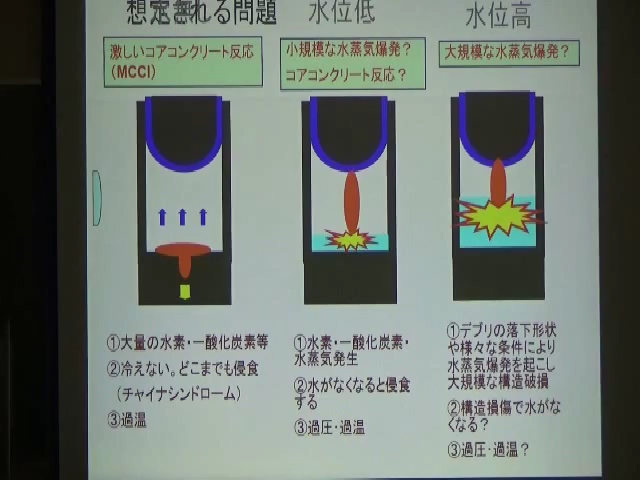 想定される問題
水位低
水位高
激しいコアコンクリート反応
(MCCI)
小規模な水蒸気爆発？
コアコンクリート反応？
大規模な水蒸気爆発？
①大量の水素・一酸化炭素等
②冷えない。どこまでも侵食
（チャイナシンドローム）
③過温
①水素・一酸化炭素・
水蒸気発生
②水がなくなると侵食
する
③過圧・過温
①デブリの落下形状
や様々な条件により
水蒸気爆発を起こし
大規模な構造破損
②構造損傷で水がな
くなる？
③過圧・過温？